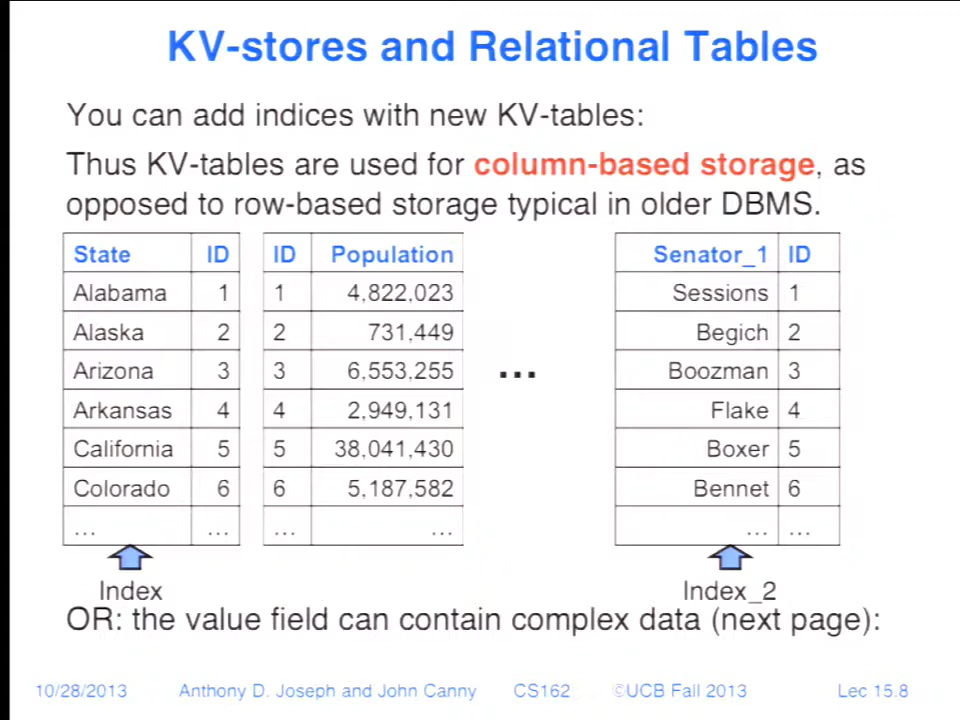 KV-stores and Relational Tables
You can add indices with new KV-tables:
Thus KV-tables are used for column-based storage, as
opposed to row-based storage typical in older DBMS.
State ID ID Population Senator_1 ID
Alabama 1 1 4,822,023 Sessions 1
Alaska 2 2 731,449 Begich 2
Arizona 3 3 6,553,255 ... Boozman 3
Arkansas 4 4 2,949,131 Flake 4
California 5 5 38,041,430 Boxer 5
Colorado 6 6 5,187,582 Bennet 6
... ... ... ... ... ...
Index Index_2
OR: the value field can contain complex data (next page):
10/28/2013 Anthony D. Joseph and John Canny CS162 ©UCB Fall 2013 Lec 15.8